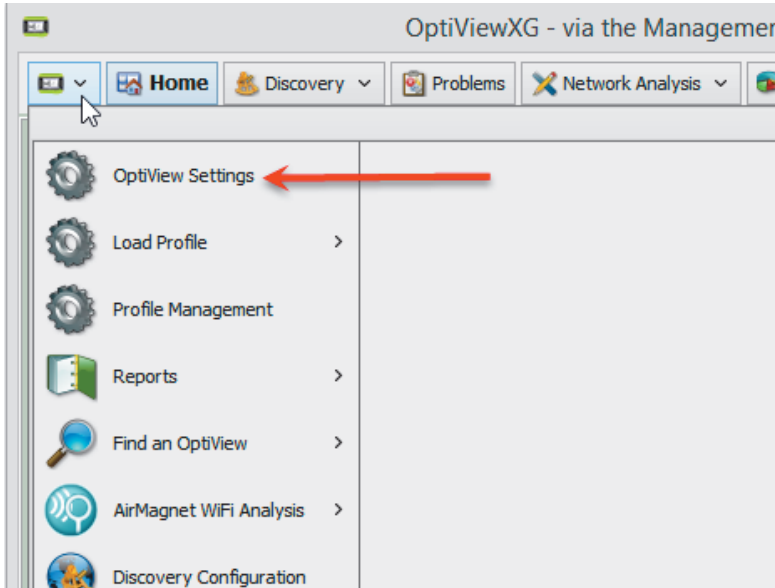 OptiViewXG - via the Managemer
Home Discovery Problems Network Analysis
OptiView Settings
Load Profile
Profile Management
Reports
Find an OptiView
AirMagnet WiFi Analysis
Discovery Configuration